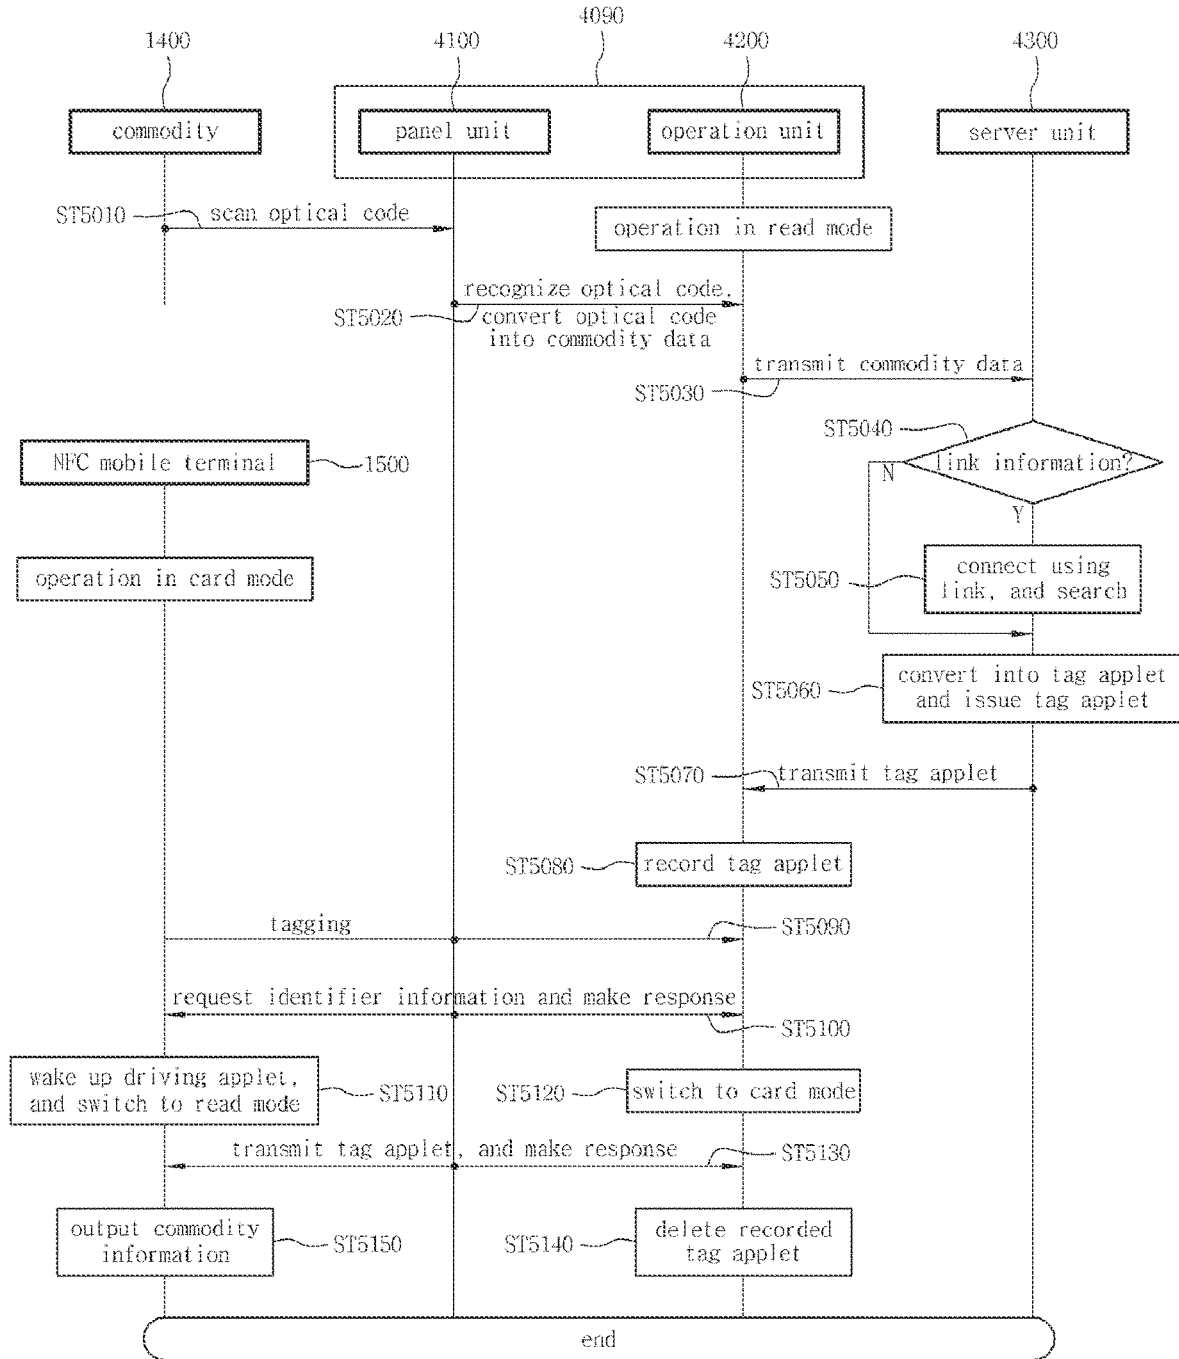 4090
1400
4100
4200
4300
commodity
panel unit
operation unit
server unit
ST5010
scan optical code
operation in read mode
recognize optical code,
ST5020
convert optical code
into commodity data
transmit commodity data
ST5030
ST5040
NFC mobile terminal
1500
link information?
N
Y
operation in card mode
ST5050
connect using
link, and search
ST5060
convert into tag applet
and issue tag applet
ST5070
transmit tag applet
ST5080
record tag applet
tagging
ST5090
request identifier information and make response
ST5100
wake up driving applet,
and switch to read mode
ST5110
ST5120
switch to card mode
transmit tag applet, and make response
ST5130
output commodity
information
ST5150
ST5140
delete recorded
tag applet
end